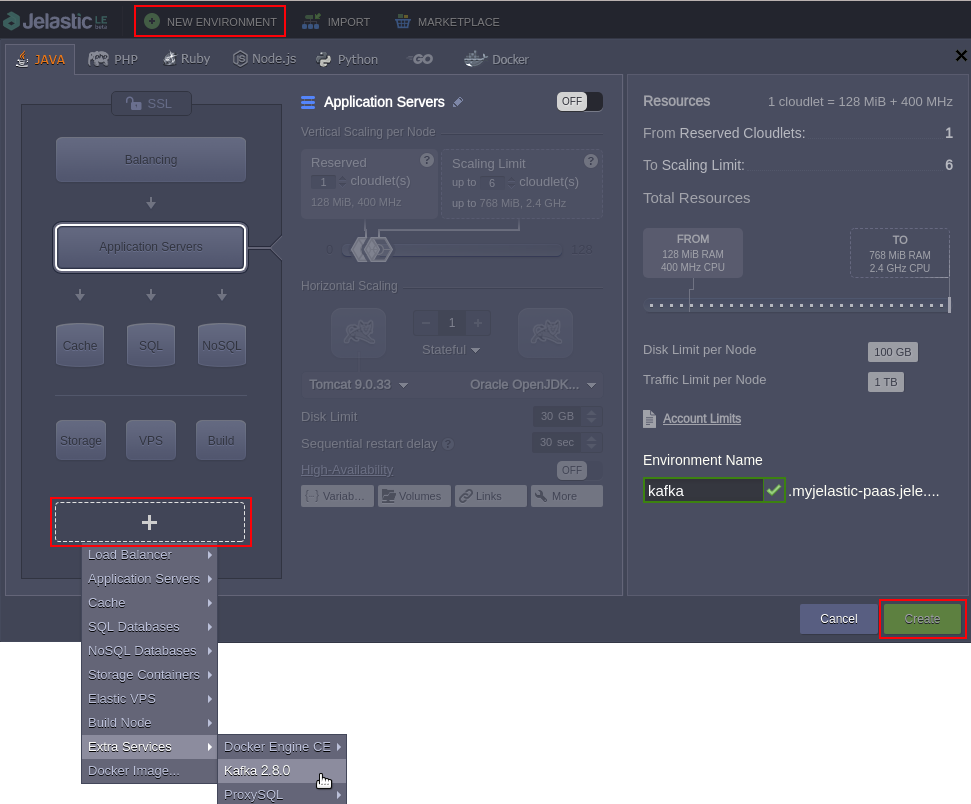 Jelastic LE beta
NEW ENVIRONMENT
IMPORT
MARKETPLACE
JAVA
PHP
Ruby
Node.js
Python
GO
Docker
SSL
Balancing
Application Servers
Cache
SQL
NoSQL
Storage
VPS
Build
+
Load Balancer
Application Servers
Cache
SQL Databases
NoSQL Databases
Storage Containers
Elastic VPS
Build Node
Extra Services
Docker Image...
Docker Engine CE
Kafka 2.8.0
ProxySQL
Application Servers
OFF
Vertical Scaling per Node
Reserved ?
1 cloudlet(s)
128 MiB, 400 MHz
Scaling Limit ?
up to 6 cloudlet(s)
up to 768 MiB, 2.4 GHz
0
128
Horizontal Scaling
− 1 +
Stateful
Tomcat 9.0.33
Oracle OpenJDK...
Disk Limit 30 GB
Sequential restart delay ? 30 sec
High-Availability OFF
Variab...
Volumes
Links
More
Resources 1 cloudlet = 128 MiB + 400 MHz
From Reserved Cloudlets: 1
To Scaling Limit: 6
Total Resources
FROM
128 MiB RAM
400 MHz CPU
TO
768 MiB RAM
2.4 GHz CPU
Disk Limit per Node 100 GB
Traffic Limit per Node 1 TB
Account Limits
Environment Name
kafka .myjelastic-paas.jele....
Cancel
Create